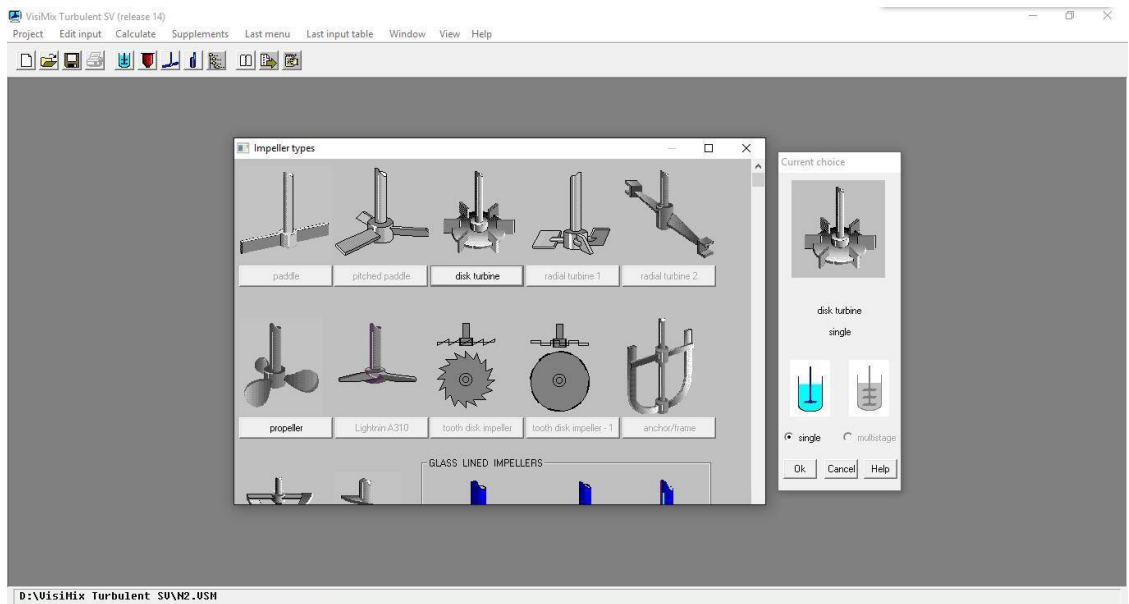 VisiMix Turbulent SV (release 14)
Project Edit input Calculate Supplements Last menu Last input table Window View Help
Impeller types
paddle pitched paddle disk turbine radial turbine 1 radial turbine 2
propeller Lightnin A310 tooth disk impeller tooth disk impeller - 1 anchor/frame
GLASS LINED IMPELLERS
Current choice
disk turbine
single
single multistage
Ok Cancel Help
D:\VisiMix Turbulent SV\N2.VSM